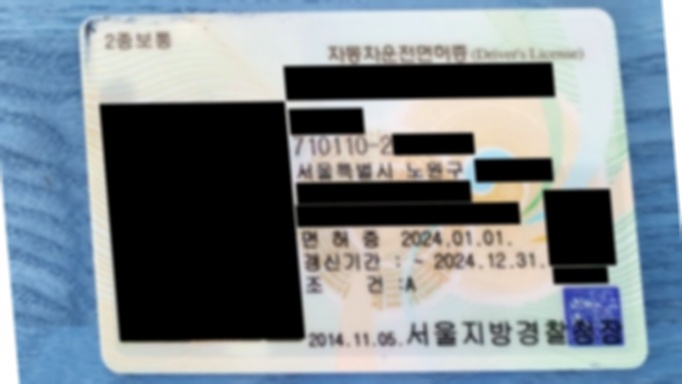 2종보통
자동차운전면허증 (Driver's License)
710110-2
서울특별시 노원구
면 허 증 2024.01.01.
갱신기간 : ~ 2024.12.31.
조 건 :A
2014.11.05. 서울지방경찰청장